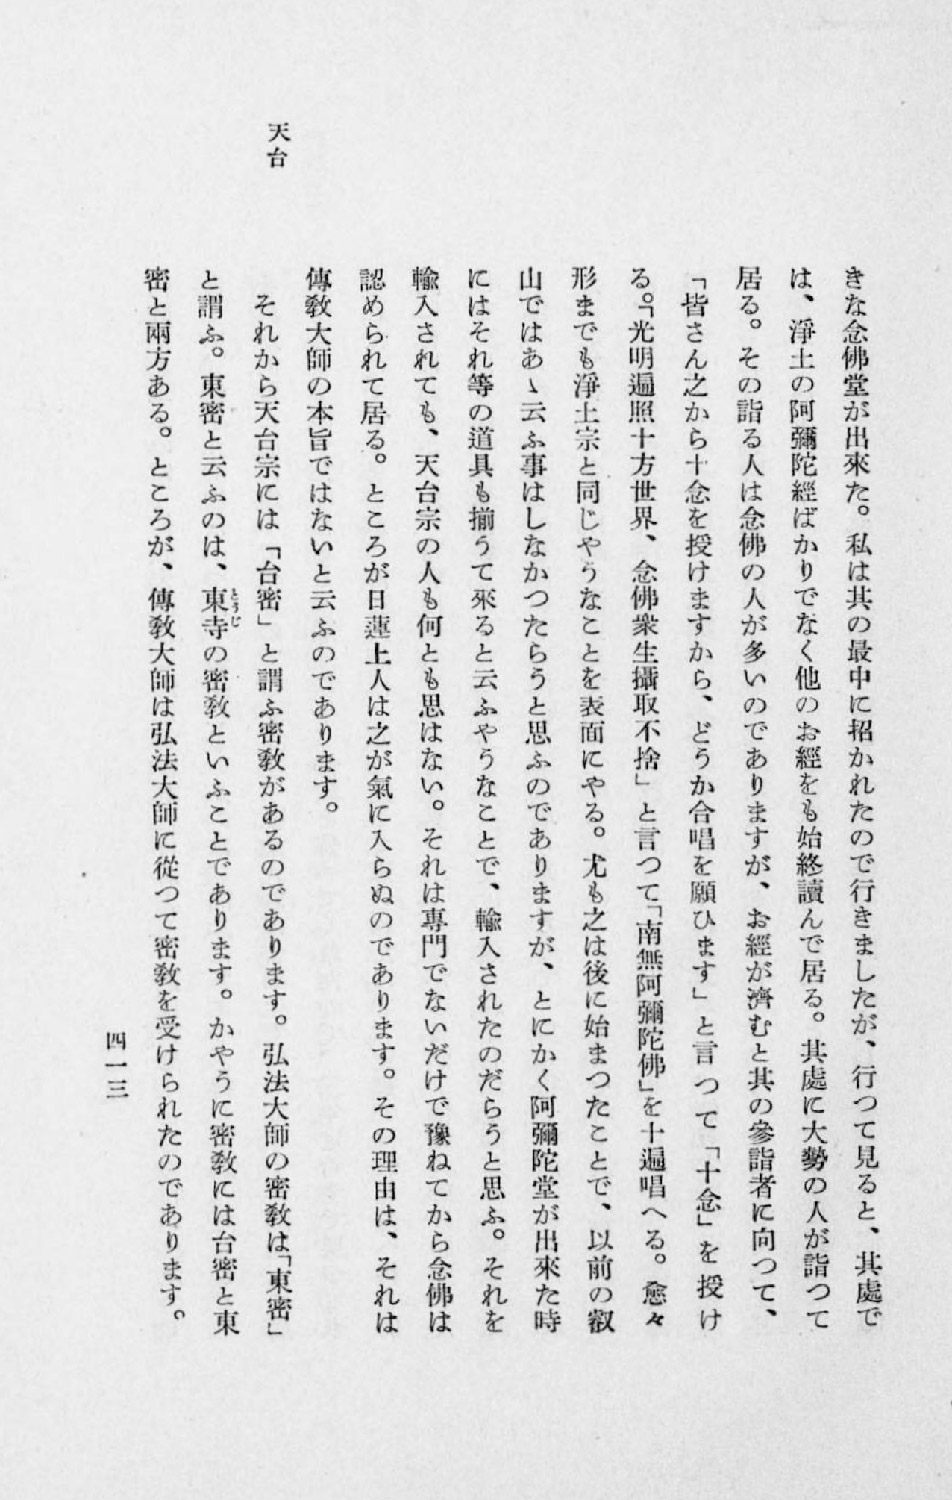 天台
きな念佛堂が出來た。私は其の最中に招かれたので行きましたが、行つて見ると、其處で
は、淨土の阿彌陀經ばかりでなく他のお經をも始終讀んで居る。其處に大勢の人が詣つて
居る。その詣る人は念佛の人が多いのでありますが、お經が濟むと其の參詣者に向つて、
「皆さん之から十念を授けますから、どうか合唱を願ひます」と言つて「十念」を授け
る。「光明遍照十方世界、念佛衆生攝取不捨」と言つて「南無阿彌陀佛」を十遍唱へる。愈々
形までも淨土宗と同じやうなことを表面にやる。尤も之は後に始まつたことで、以前の叡
山ではあゝ云ふ事はしなかつたらうと思ふのでありますが、とにかく阿彌陀堂が出來た時
にはそれ等の道具も揃うて來ると云ふやうなことで、輸入されたのだらうと思ふ。それを
輸入されても、天台宗の人も何とも思はない。それは專門でないだけで豫ねてから念佛は
認められて居る。ところが日蓮上人は之が氣に入らぬのであります。その理由は、それは
傳敎大師の本旨ではないと云ふのであります。
それから天台宗には「台密」と謂ふ密敎があるのであります。弘法大師の密敎は「東密」
と謂ふ。東密と云ふのは、東寺とうじの密敎といふことであります。かやうに密敎には台密と東
密と兩方ある。ところが、傳敎大師は弘法大師に從つて密敎を受けられたのであります。
四一三